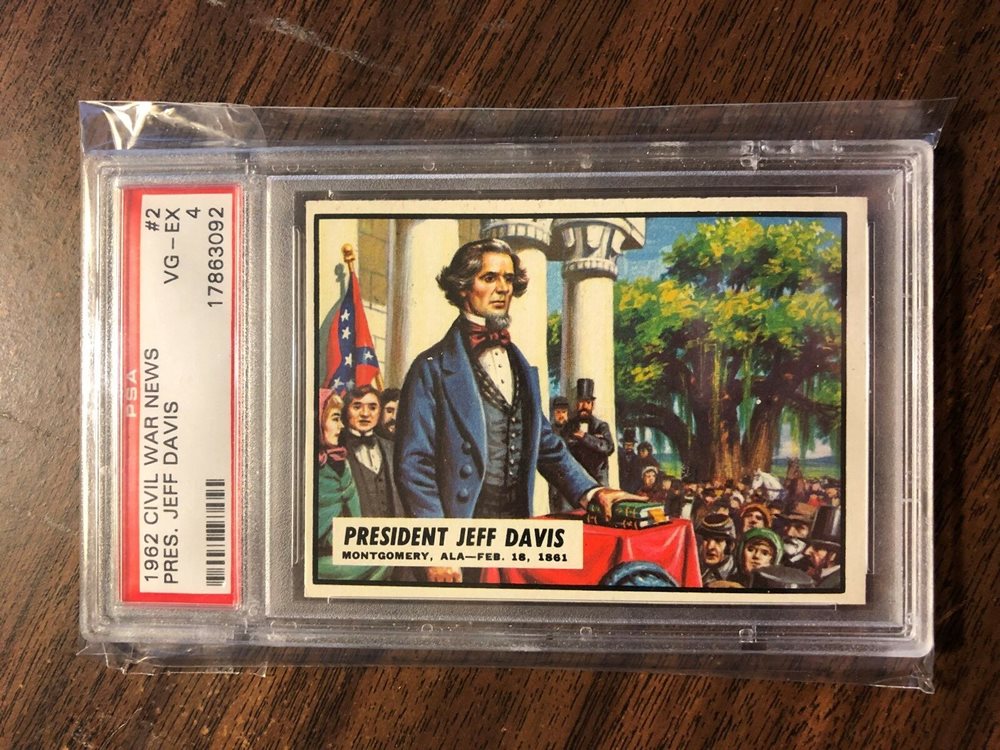 1962 CIVIL WAR NEWS #2
PRES. JEFF DAVIS VG-EX 4
PSA 17863092
PRESIDENT JEFF DAVIS
MONTGOMERY, ALA—FEB. 18, 1861